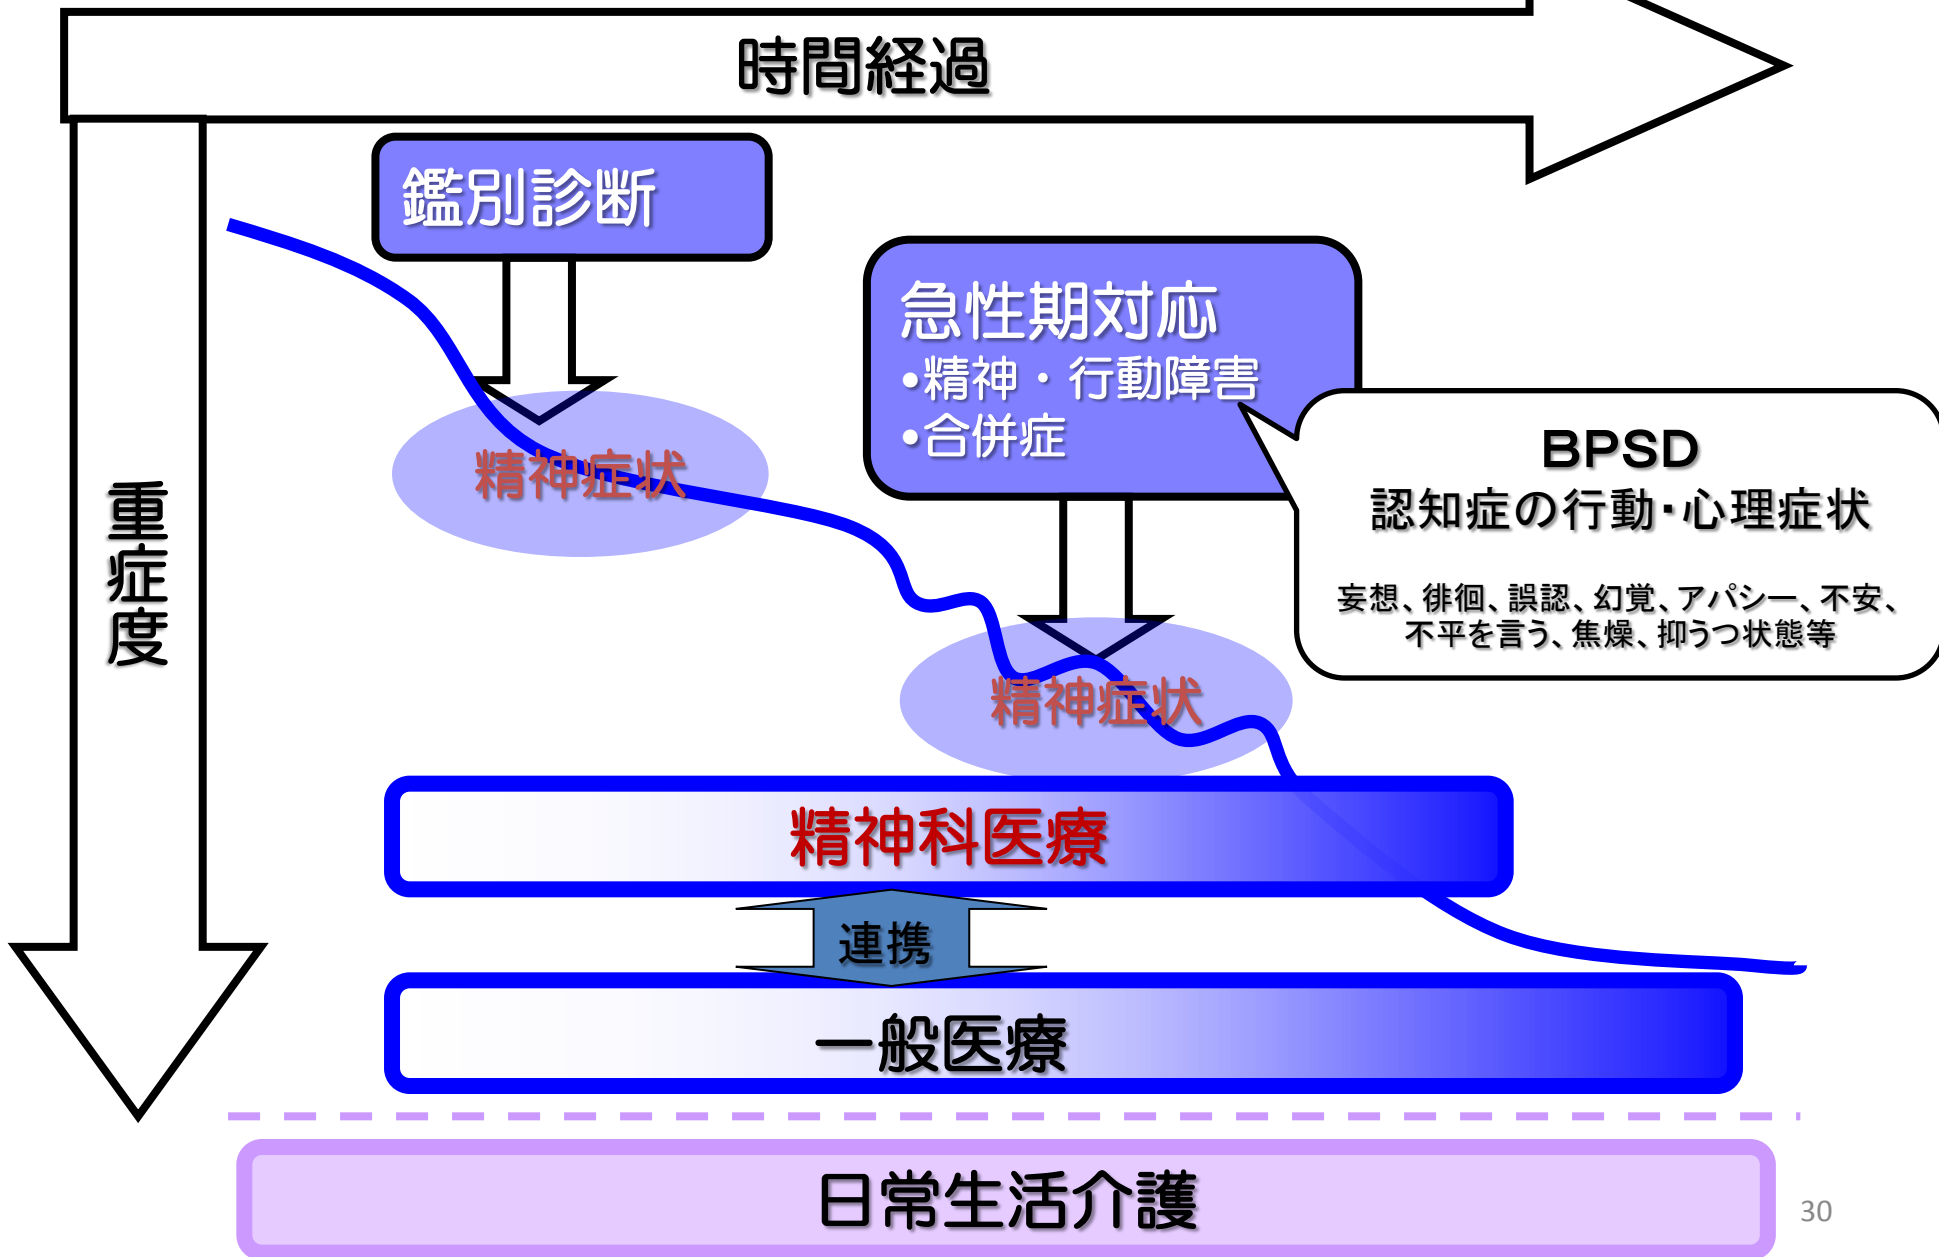 時間経過
重症度
鑑別診断
精神症状
急性期対応
•精神・行動障害
•合併症
BPSD
認知症の行動・心理症状
妄想、徘徊、誤認、幻覚、アパシー、不安、
不平を言う、焦燥、抑うつ状態等
精神症状
精神科医療
連携
一般医療
日常生活介護
30